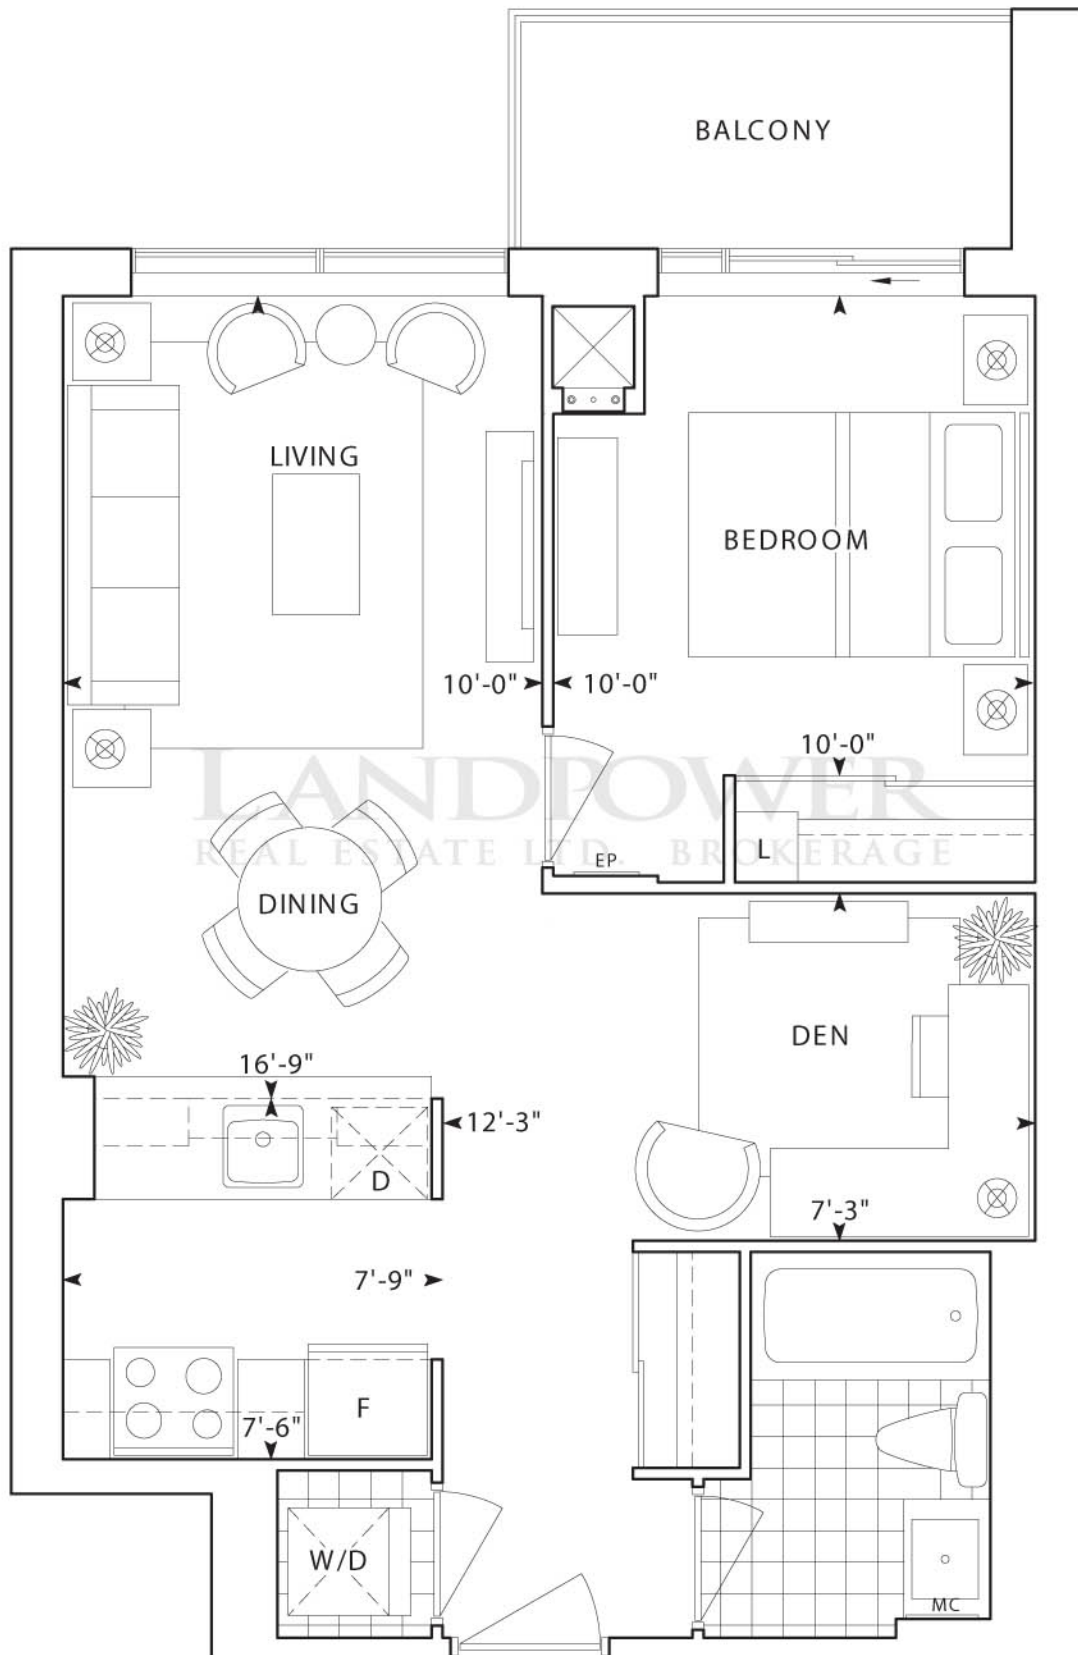 BALCONY
LIVING
BEDROOM
10'-0"
10'-0"
10'-0"
LANDPOWER
REAL ESTATE LTD. BROKERAGE
L
EP
DINING
DEN
16'-9"
12'-3"
D
7'-3"
7'-9"
F
7'-6"
W/D
MC